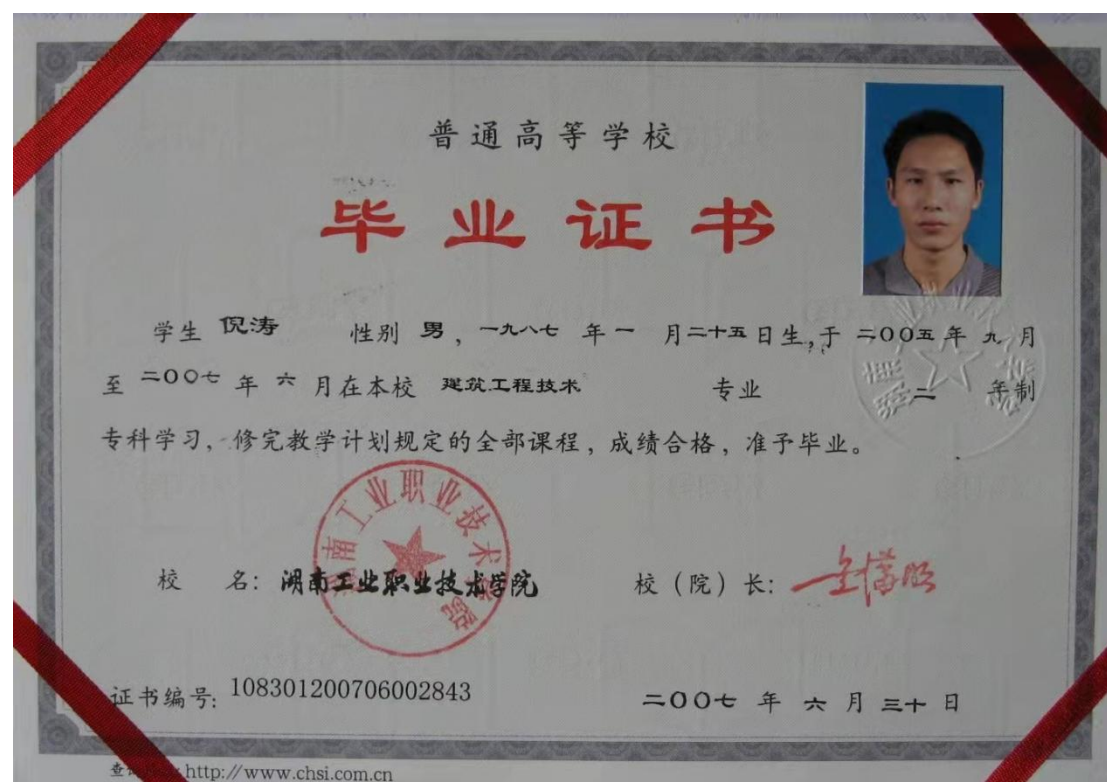 普通高等学校
毕业证书
学生 倪涛 性别 男，一九八七 年 一 月二十五日生，于 二00五年 九 月
至 二00七 年 六 月在本校 建筑工程技术 专业 二 年制
专科学习，修完教学计划规定的全部课程，成绩合格，准予毕业。
湖南工业职业技术学院
校 名：湖南工业职业技术学院 校（院）长：
证书编号：108301200706002843 二00七 年 六 月 三十 日
http://www.chsi.com.cn